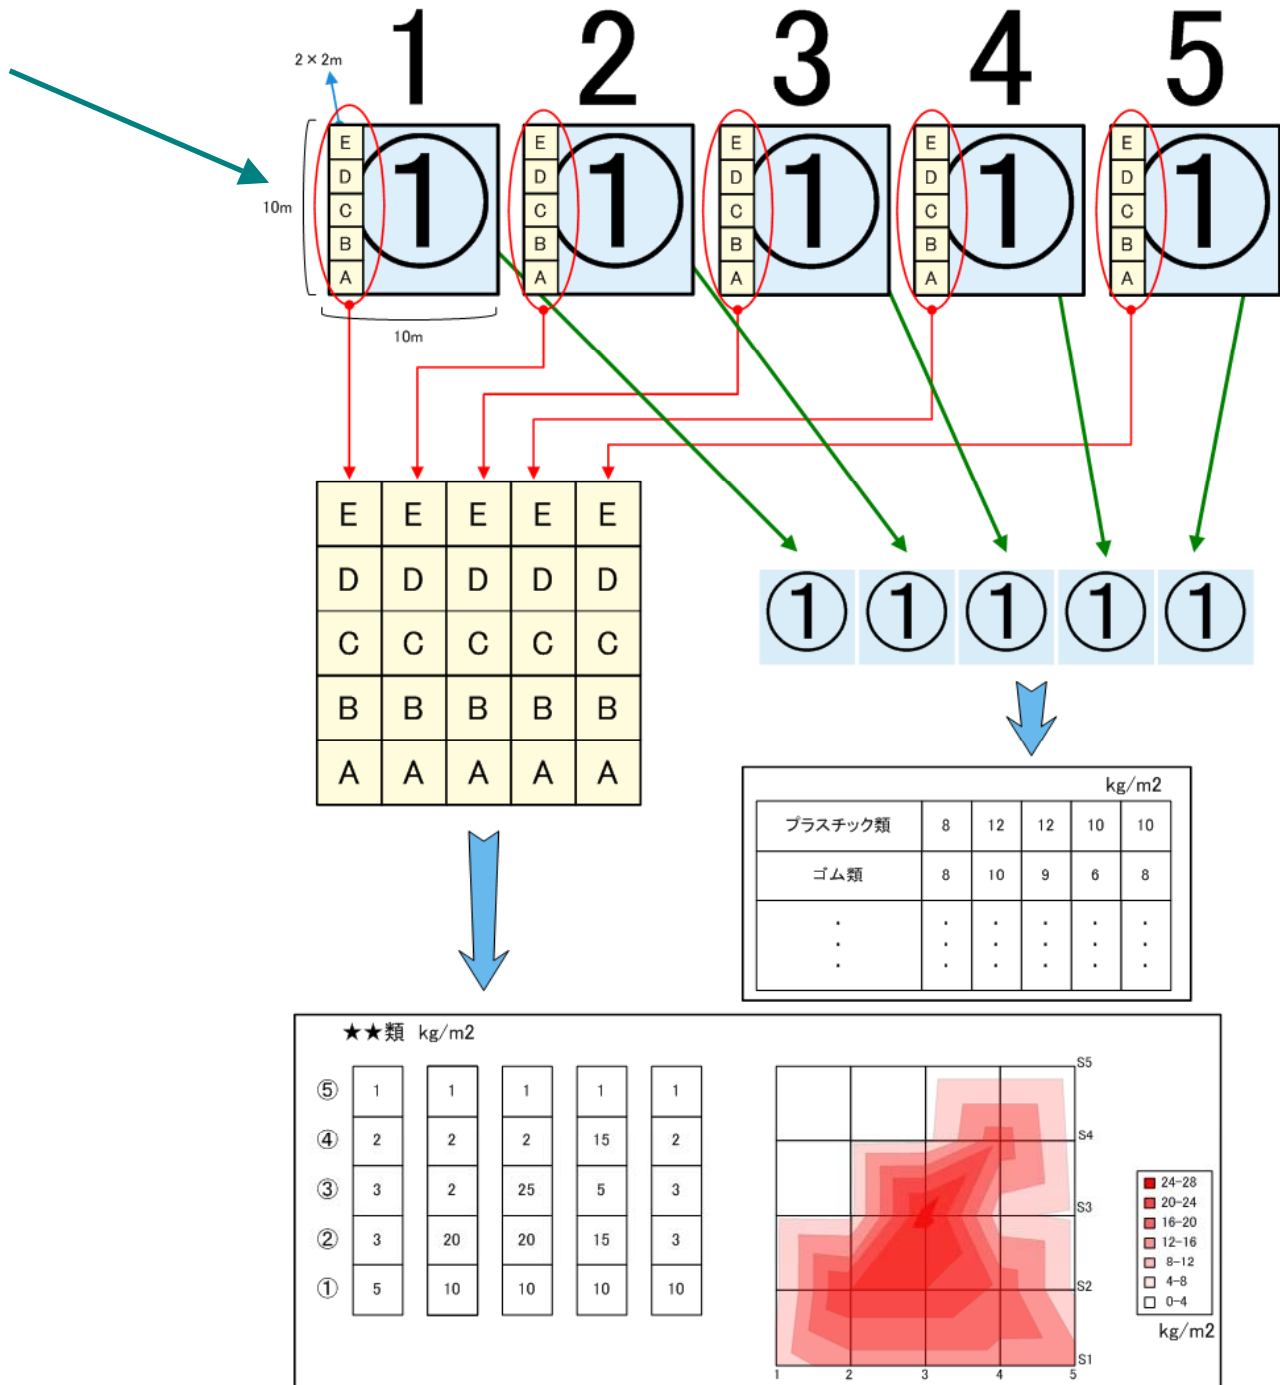 1 2 3 4 5
2×2m
E ① E ① E ① E ① E ①
D D D D D
C C C C C
B B B B B
A A A A A
10m
10m
E E E E E
D D D D D
C C C C C
B B B B B
A A A A A
① ① ① ① ①
kg/m2
プラスチック類 8 12 12 10 10
ゴム類 8 10 9 6 8
・ ・ ・ ・ ・ ・
・ ・ ・ ・ ・ ・
・ ・ ・ ・ ・ ・
★★類 kg/m2
⑤ 1 1 1 1 1
④ 2 2 2 15 2
③ 3 2 25 5 3
② 3 20 20 15 3
① 5 10 10 10 10
S5
S4
S3
S2
S1
1 2 3 4 5
24-28
20-24
16-20
12-16
8-12
4-8
0-4
kg/m2